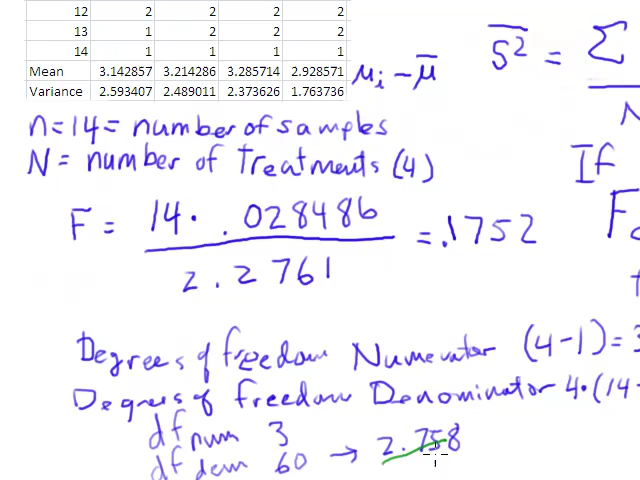 12 2 2 2 2
13 1 2 2 2
14 1 1 1 1
Mean 3.142857 3.214286 3.285714 2.928571
Variance 2.593407 2.489011 2.373626 1.763736
μi − μ̄
S̅² = Σ
N
n=14= number of samples
N = number of Treatments (4)
If
F = 14 · .028486 / 2.2761 = .1752
F
Degrees of freedom Numerator (4-1)=3
Degrees of freedom Denominator 4·(14-
df num 3
df dem 60 → 2.758